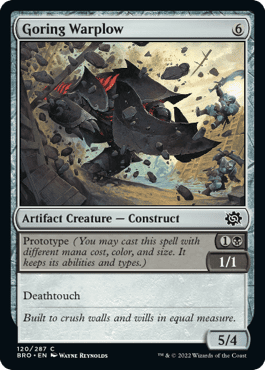 Goring Warplow 6
Artifact Creature — Construct
Prototype (You may cast this spell with 1
different mana cost, color, and size. It
keeps its abilities and types.) 1/1
Deathtouch
Built to crush walls and wills in equal measure.
5/4
120/287 C
BRO • EN Wayne Reynolds ™ & © 2022 Wizards of the Coast